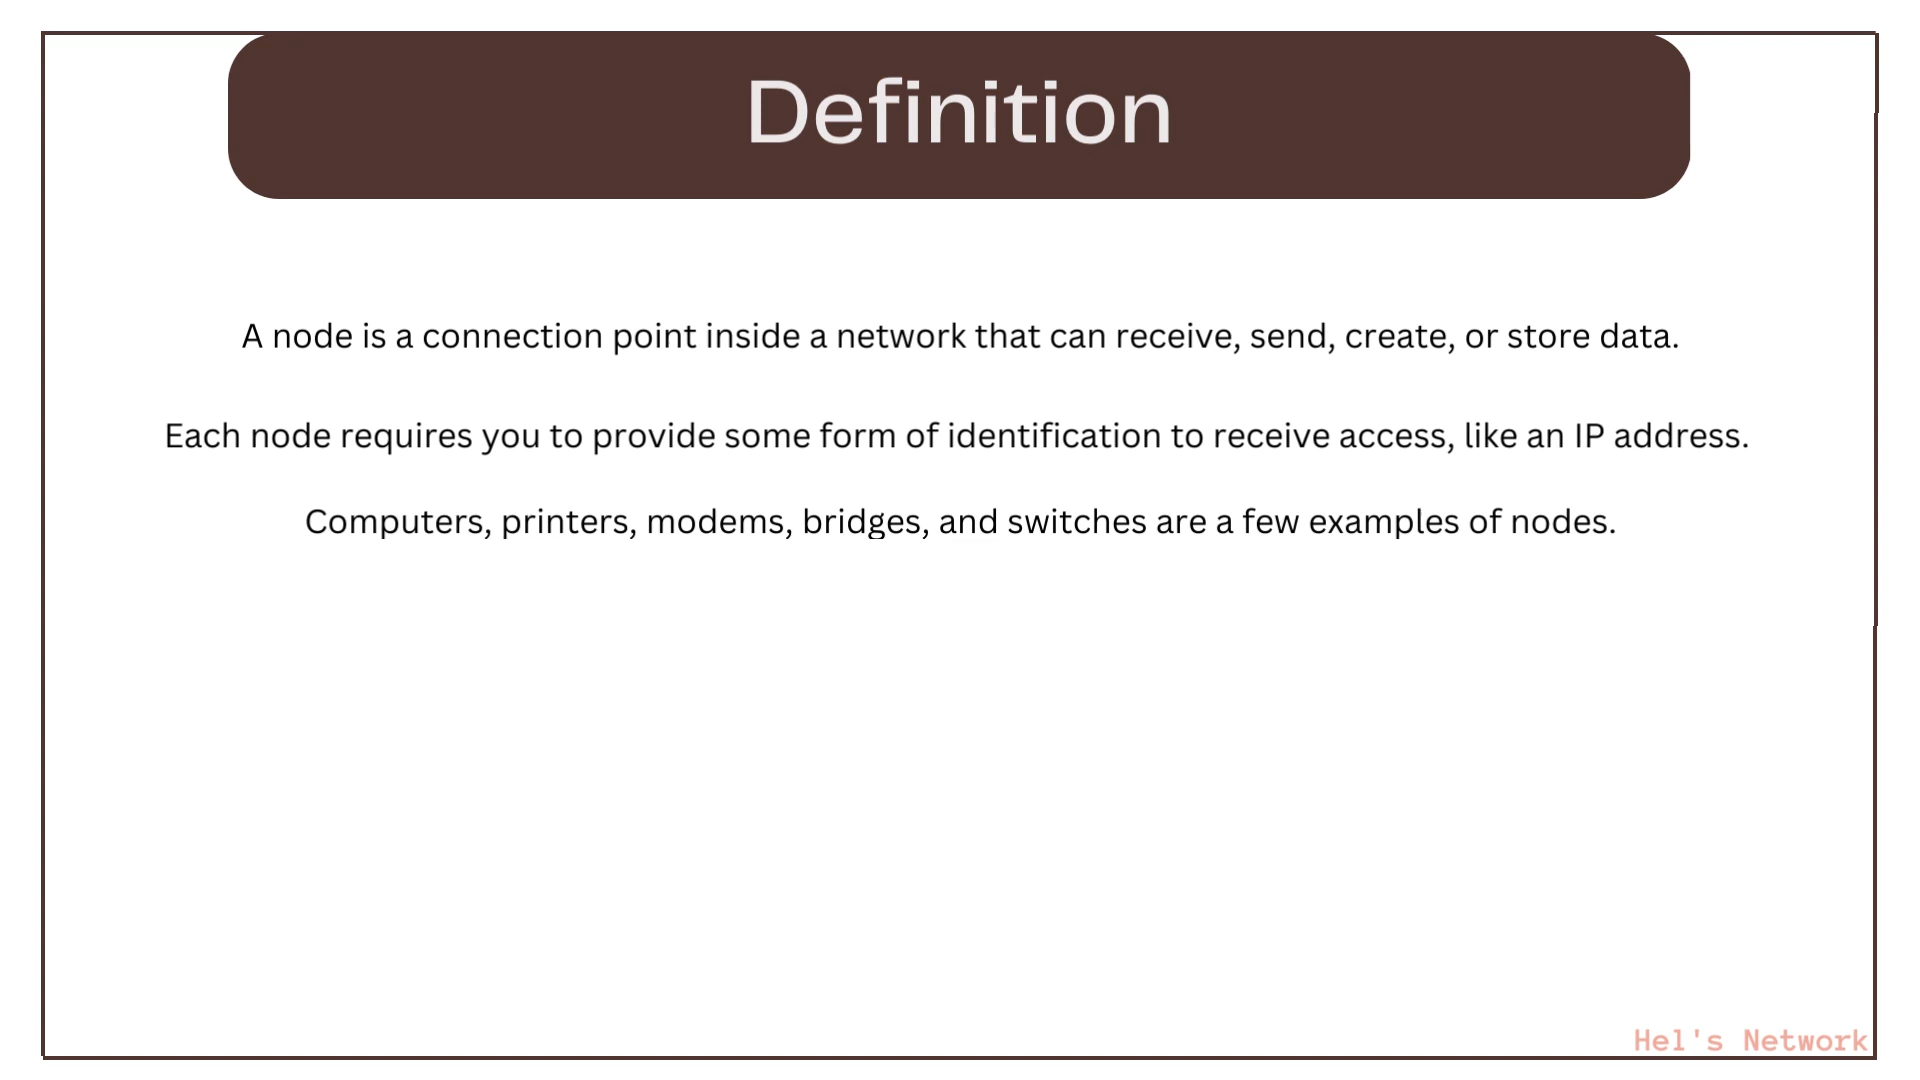 Definition
A node is a connection point inside a network that can receive, send, create, or store data.
Each node requires you to provide some form of identification to receive access, like an IP address.
Computers, printers, modems, bridges, and switches are a few examples of nodes.
Hel's Network